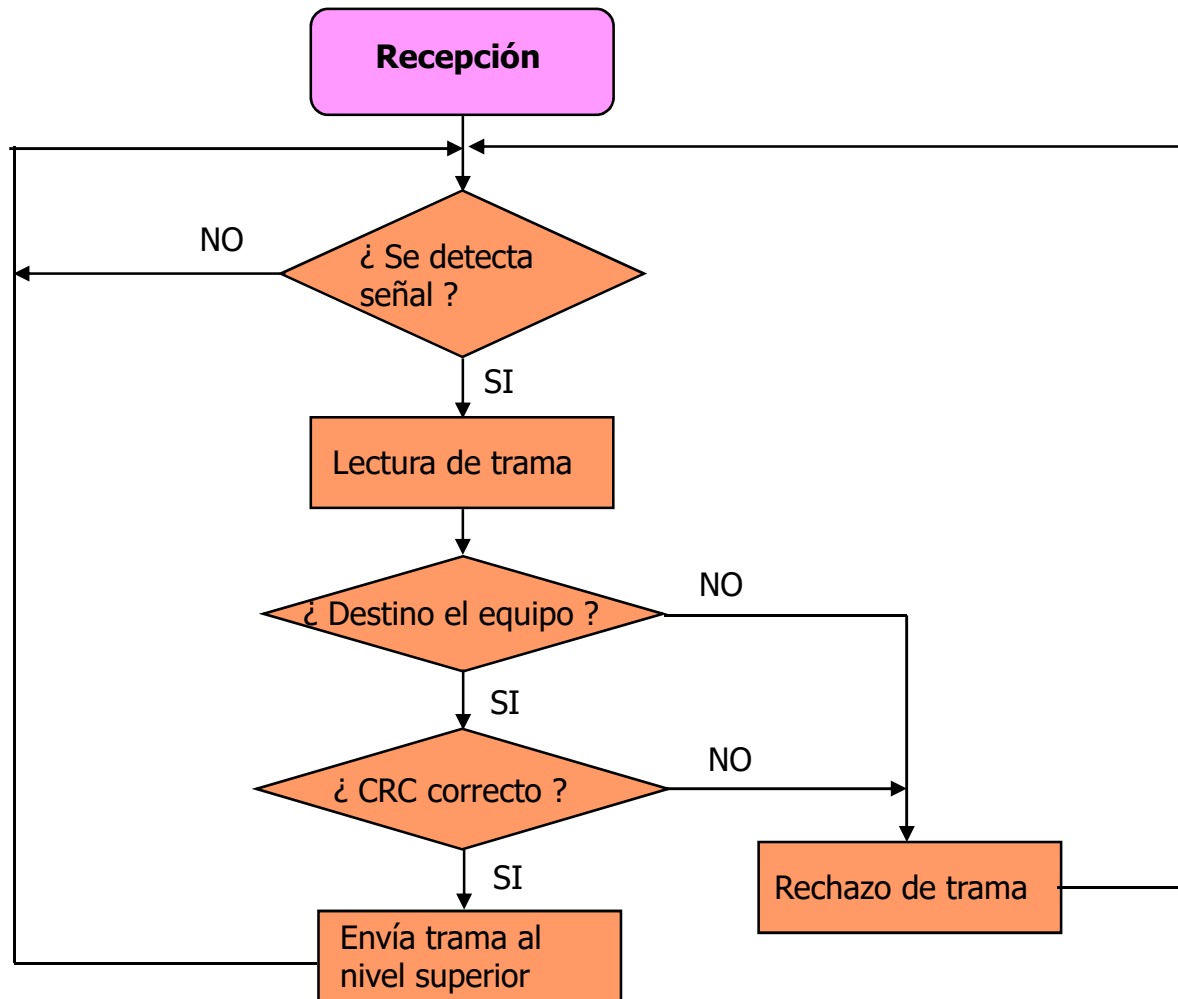 Recepción
NO
¿ Se detecta
señal ?
SI
Lectura de trama
NO
¿ Destino el equipo ?
SI
NO
¿ CRC correcto ?
SI
Rechazo de trama
Envía trama al
nivel superior